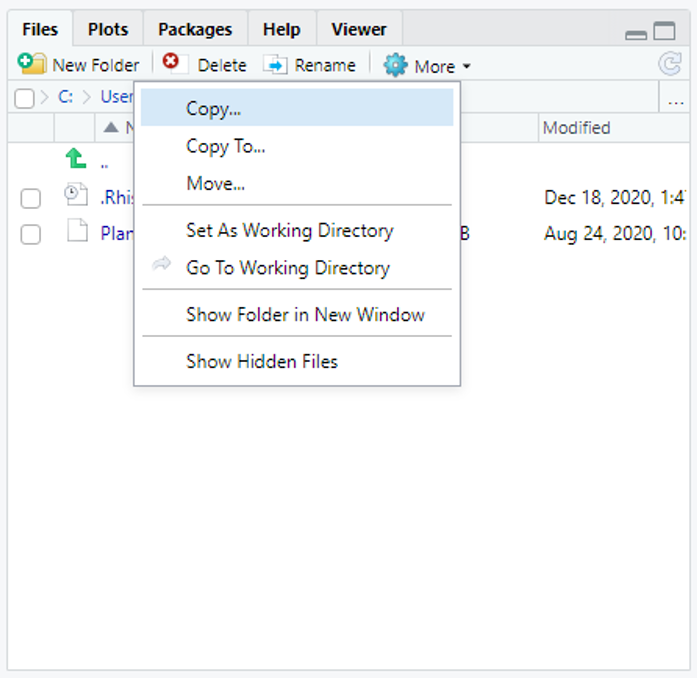 Files Plots Packages Help Viewer
New Folder Delete Rename More
C: User
...
Modified
..
.Rhis Dec 18, 2020, 1:4
Plan B Aug 24, 2020, 10:
Copy...
Copy To...
Move...
Set As Working Directory
Go To Working Directory
Show Folder in New Window
Show Hidden Files